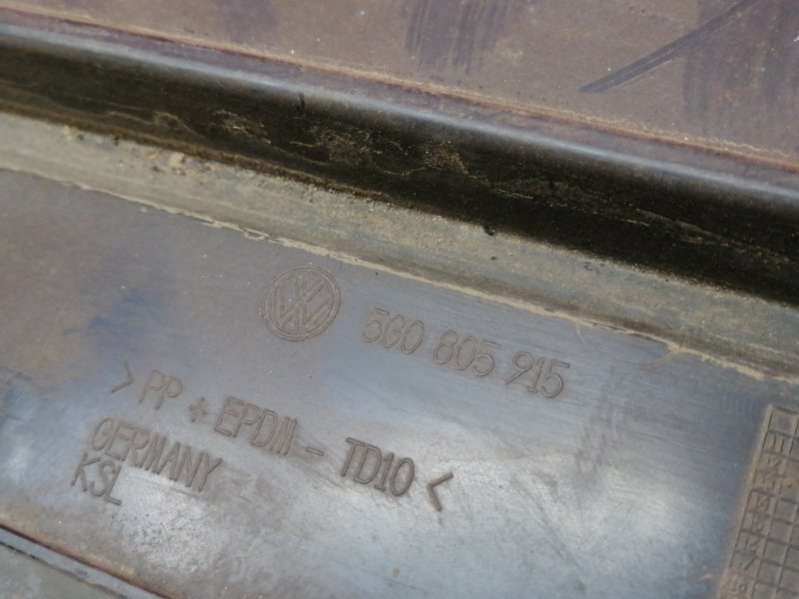 5G0 805 915
>PP + EPDM - TD10<
GERMANY
KSL